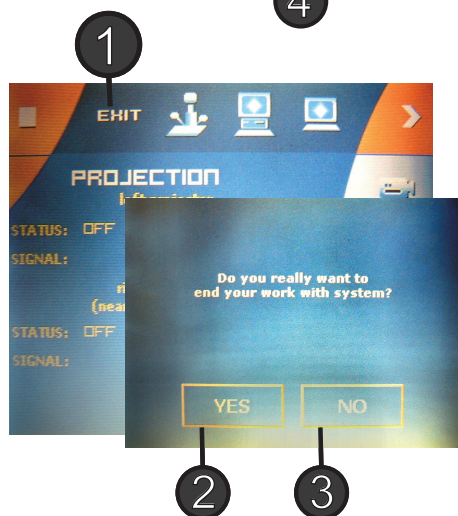 4
1
EXIT
PROJECTION
STATUS: OFF
SIGNAL:
STATUS: OFF
SIGNAL:
Do you really want to
end your work with system?
YES
NO
2
3